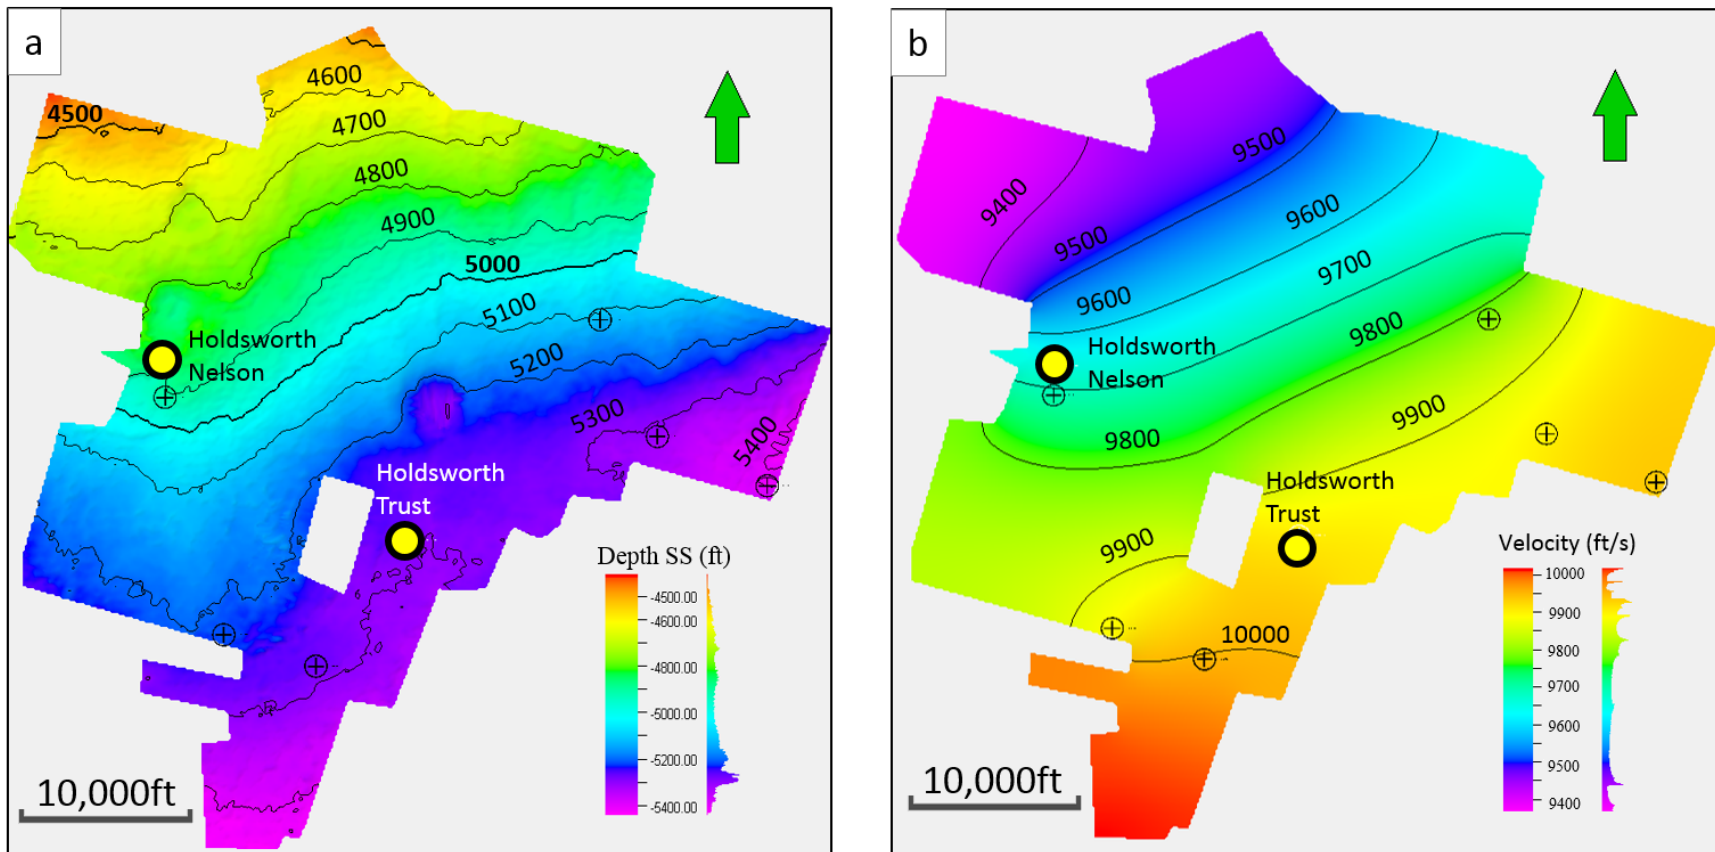 a
4600
4500
4700
4800
4900
5000
5100
5200
5300
5400
Holdsworth
Nelson
Holdsworth
Trust
Depth SS (ft)
-4500.00
-4600.00
-4800.00
-5000.00
-5200.00
-5400.00
10,000ft
b
9500
9400
9500
9600
9600
9700
9800
9800
9900
9900
10000
Holdsworth
Nelson
Holdsworth
Trust
Velocity (ft/s)
10000
9900
9800
9700
9600
9500
9400
10,000ft